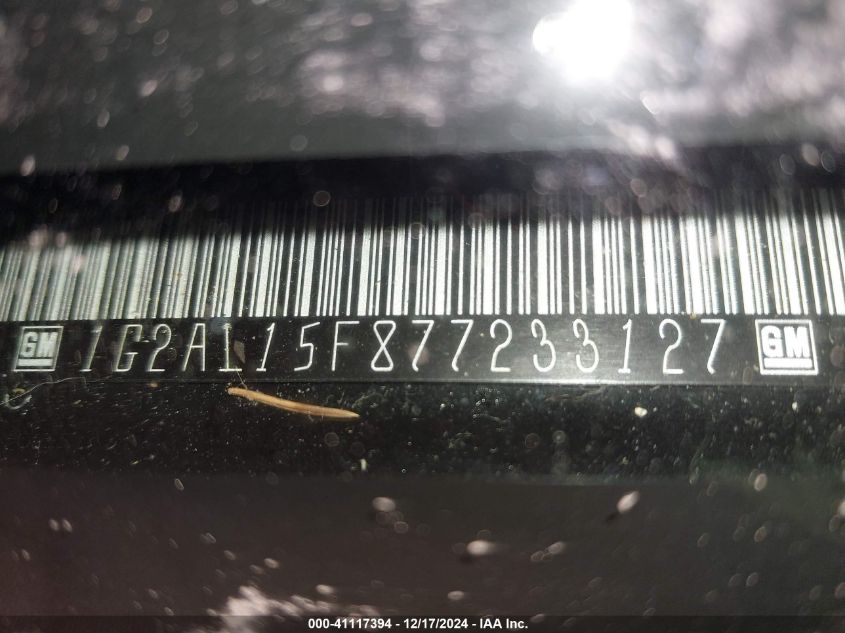 GM 1G2AL15F877233127 GM
000-41117394 - 12/17/2024 - IAA Inc.